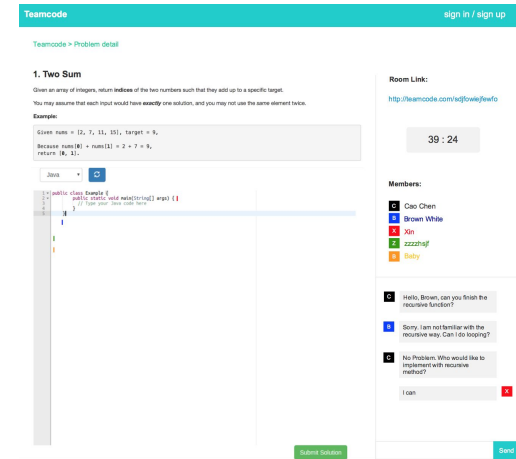 Teamcode
sign in / sign up
Teamcode > Problem detail
1. Two Sum
Given an array of integers, return indices of the two numbers such that they add up to a specific target.
You may assume that each input would have exactly one solution, and you may not use the same element twice.
Example:
Given nums = [2, 7, 11, 15], target = 9,
Because nums[0] + nums[1] = 2 + 7 = 9,
return [0, 1].
Java
1 public class Example {
2 public static void main(String[] args) {
3 // Type your Java code here
4 }
5 }
Submit Solution
Room Link:
http://teamcode.com/sdjfowiejfewfo
39 : 24
Members:
C Cao Chen
B Brown White
X Xin
Z zzzzhsjf
B Baby
C Hello, Brown, can you finish the
recursive function?
B Sorry. I am not familiar with the
recursive way. Can I do looping?
C No Problem. Who would like to
implement with recursive
method?
I can X
Send